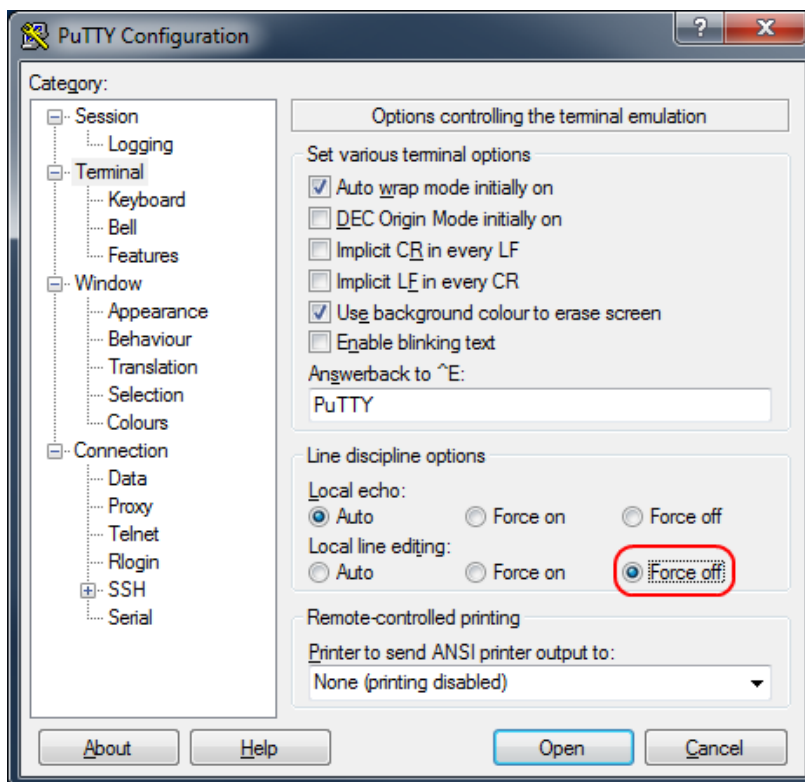 PuTTY Configuration
?
X
Category:
Session
Logging
Terminal
Keyboard
Bell
Features
Window
Appearance
Behaviour
Translation
Selection
Colours
Connection
Data
Proxy
Telnet
Rlogin
SSH
Serial
Options controlling the terminal emulation
Set various terminal options
Auto wrap mode initially on
DEC Origin Mode initially on
Implicit CR in every LF
Implicit LF in every CR
Use background colour to erase screen
Enable blinking text
Answerback to ^E:
PuTTY
Line discipline options
Local echo:
Auto Force on Force off
Local line editing:
Auto Force on Force off
Remote-controlled printing
Printer to send ANSI printer output to:
None (printing disabled)
About Help Open Cancel